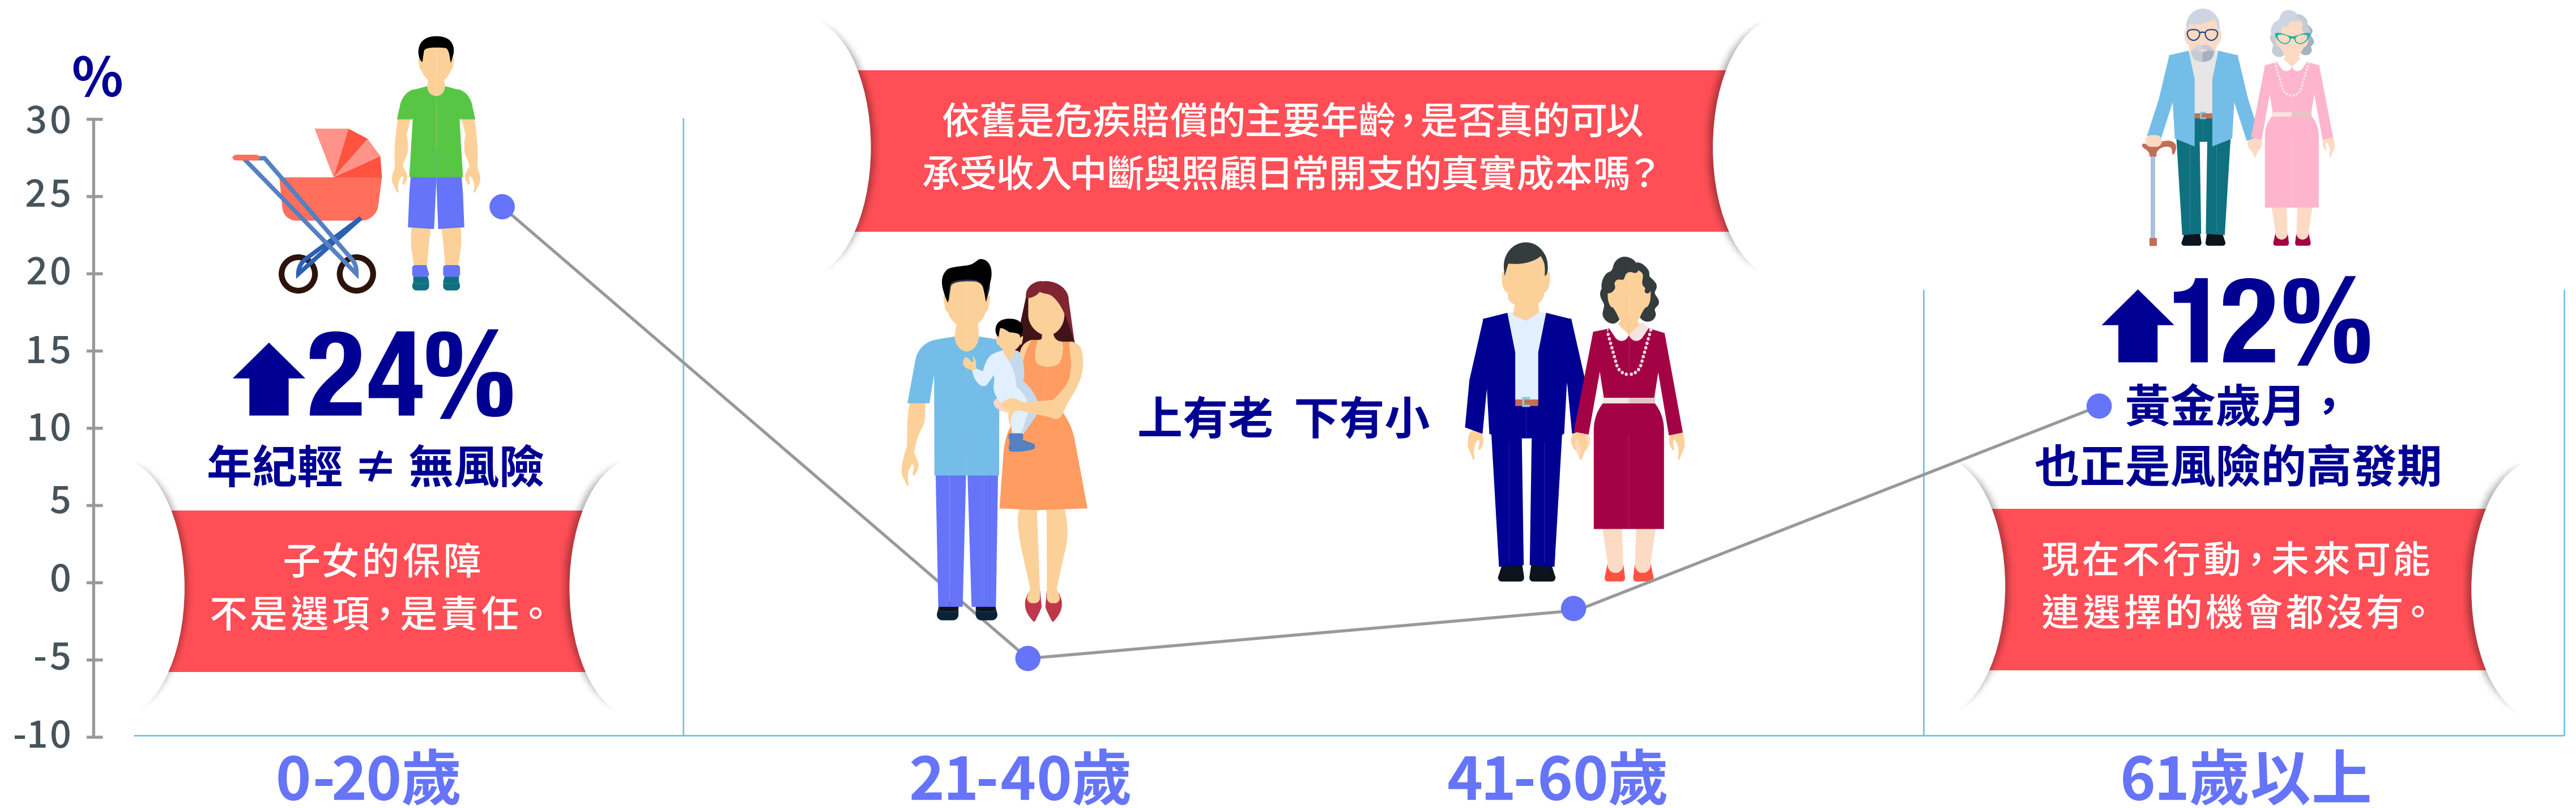 %
30
25
20
15
10
5
0
-5
-10
24%
年紀輕 ≠ 無風險
子女的保障
不是選項，是責任。
0-20歲
依舊是危疾賠償的主要年齡，是否真的可以
承受收入中斷與照顧日常開支的真實成本嗎？
上有老 下有小
21-40歲
41-60歲
12%
黃金歲月，
也正是風險的高發期
現在不行動，未來可能
連選擇的機會都沒有。
61歲以上